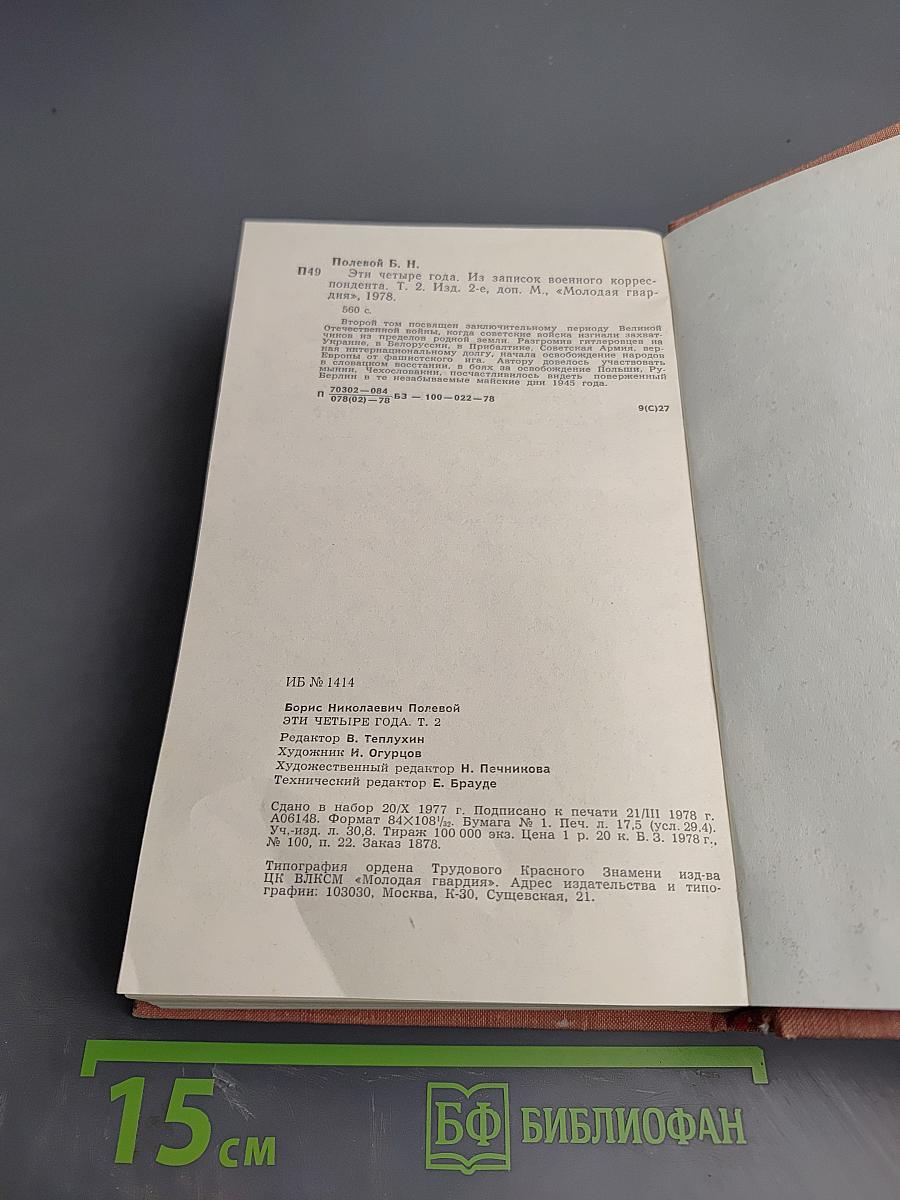 Полевой Б. Н.
П49 Эти четыре года. Из записок военного коррес-
пондента. Т. 2. Изд. 2-е, доп. М., «Молодая гвар-
дия», 1978.
560 с.
Второй том посвящен заключительному периоду Великой
Отечественной войны, когда советские войска изгнали захват-
чиков из пределов родной земли. Разгромив гитлеровцев на
Украине, в Белоруссии, в Прибалтике, Советская Армия, вер-
ная интернациональному долгу, начала освобождение народов
Европы от фашистского ига. Автору довелось участвовать
в словацком восстании, в боях за освобождение Польши, Ру-
мынии, Чехословакии, посчастливилось видеть поверженный
Берлин в те незабываемые майские дни 1945 года.
П 70302—084
078(02)—78 БЗ — 100—022—78
9(С)27
ИБ № 1414
Борис Николаевич Полевой
ЭТИ ЧЕТЫРЕ ГОДА. Т. 2
Редактор В. Теплухин
Художник И. Огурцов
Художественный редактор Н. Печникова
Технический редактор Е. Брауде
Сдано в набор 20/X 1977 г. Подписано к печати 21/III 1978 г.
А06148. Формат 84×108¹/₃₂. Бумага № 1. Печ. л. 17,5 (усл. 29,4).
Уч.-изд. л. 30,8. Тираж 100 000 экз. Цена 1 р. 20 к. Б. З. 1978 г.,
№ 100, п. 22. Заказ 1878.
Типография ордена Трудового Красного Знамени изд-ва
ЦК ВЛКСМ «Молодая гвардия». Адрес издательства и типо-
графии: 103030, Москва, К-30, Сущевская, 21.
15 см
БФ БИБЛИОФАН